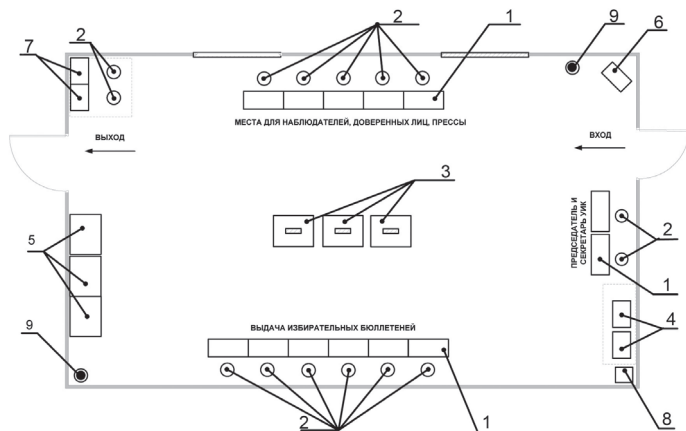 2
1
9
6
7
2
МЕСТА ДЛЯ НАБЛЮДАТЕЛЕЙ, ДОВЕРЕННЫХ ЛИЦ, ПРЕССЫ
ВЫХОД
ВХОД
3
ПРЕДСЕДАТЕЛЬ И
СЕКРЕТАРЬ УИК
2
5
1
4
ВЫДАЧА ИЗБИРАТЕЛЬНЫХ БЮЛЛЕТЕНЕЙ
9
2
1
8